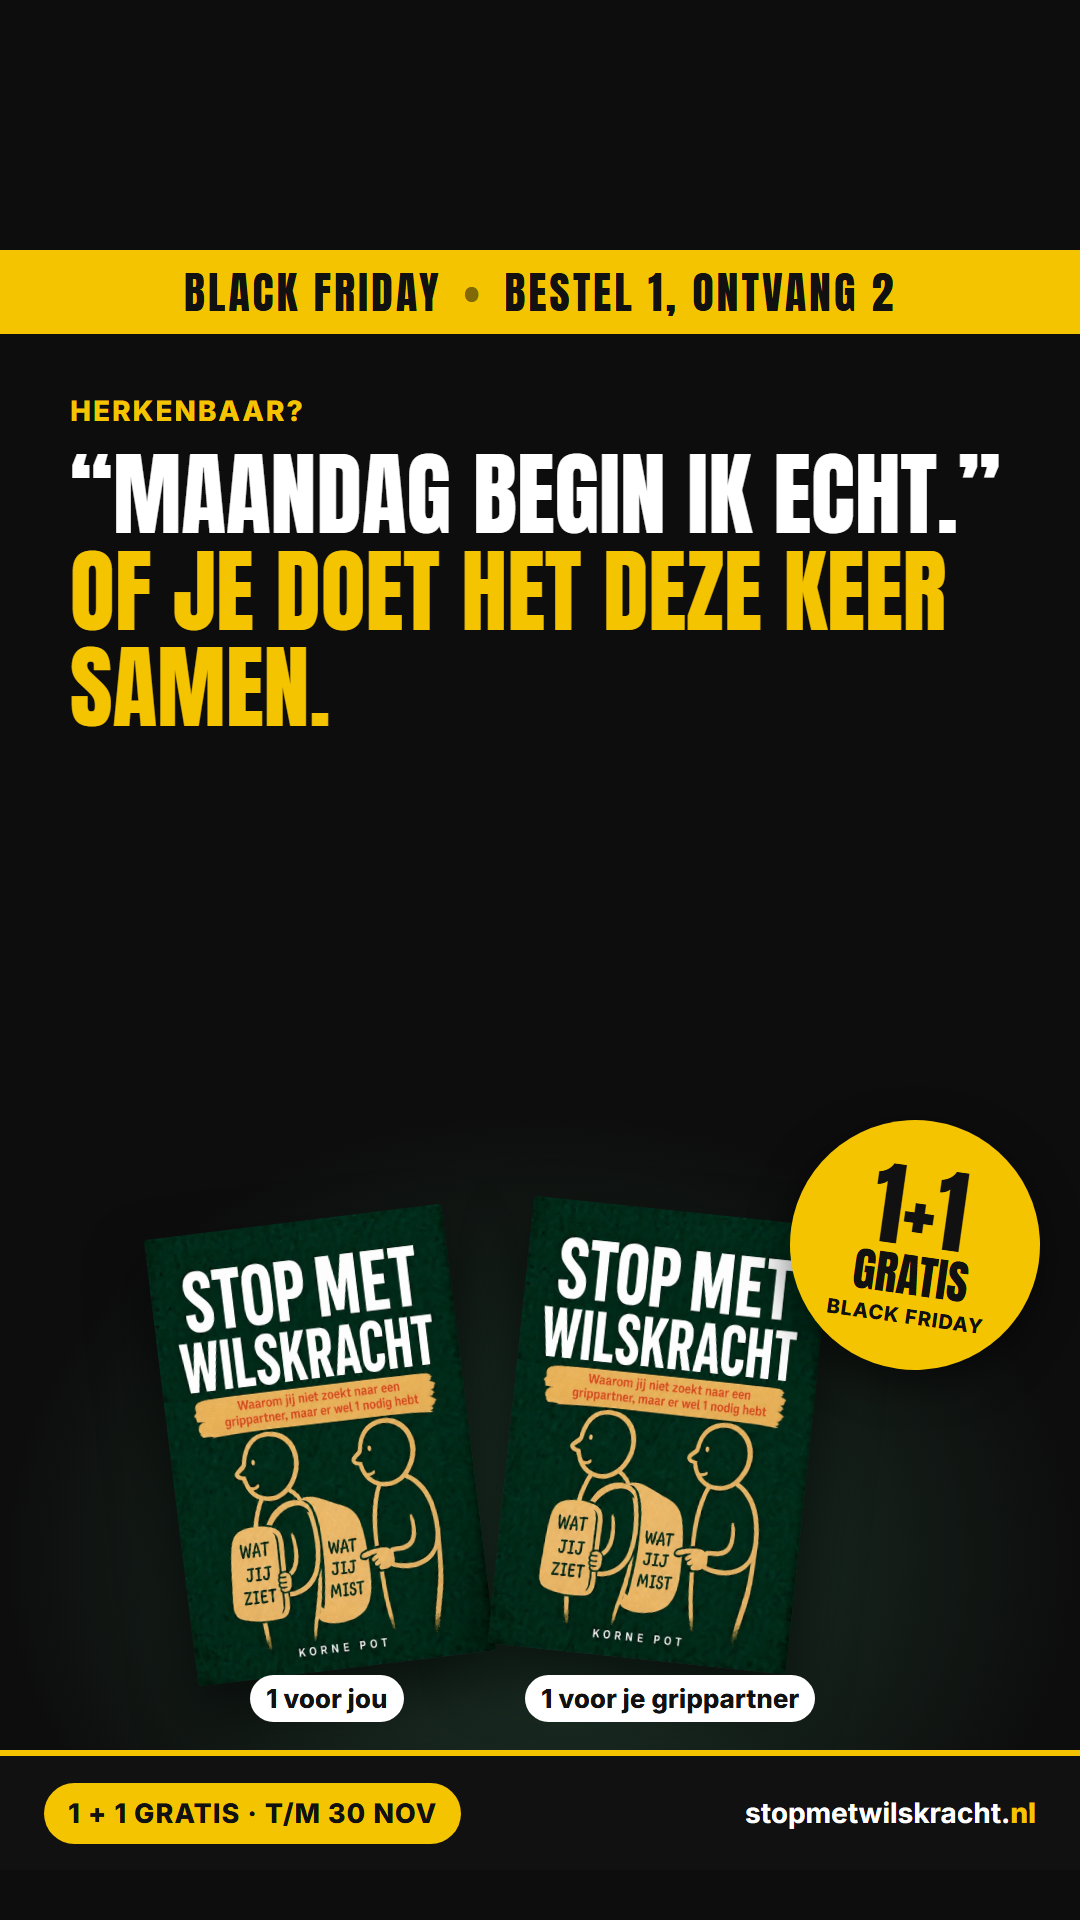 BLACK FRIDAY • BESTEL 1, ONTVANG 2
HERKENBAAR?
“MAANDAG BEGIN IK ECHT.”
OF JE DOET HET DEZE KEER
SAMEN.
1+1
GRATIS
BLACK FRIDAY
STOP MET
WILSKRACHT
Waarom jij niet zoekt naar een
grippartner, maar er wel 1 nodig hebt
WAT
JIJ
ZIET
WAT
JIJ
MIST
KORNE POT
STOP MET
WILSKRACHT
Waarom jij niet zoekt naar een
grippartner, maar er wel 1 nodig hebt
WAT
JIJ
ZIET
WAT
JIJ
MIST
KORNE POT
1 voor jou
1 voor je grippartner
1 + 1 GRATIS · T/M 30 NOV
stopmetwilskracht.nl